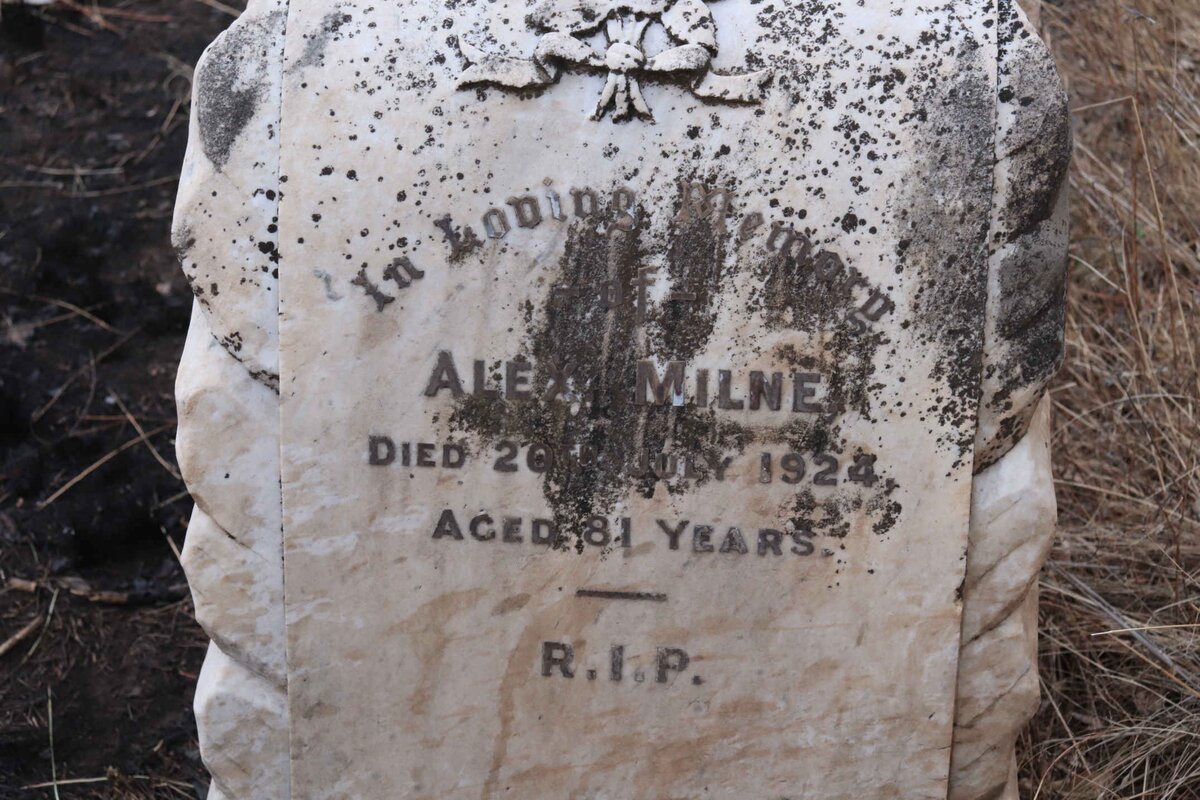 In Loving Memory
- of -
ALEX. MILNE,
DIED 20TH JULY 1924
AGED 81 YEARS.
R.I.P.